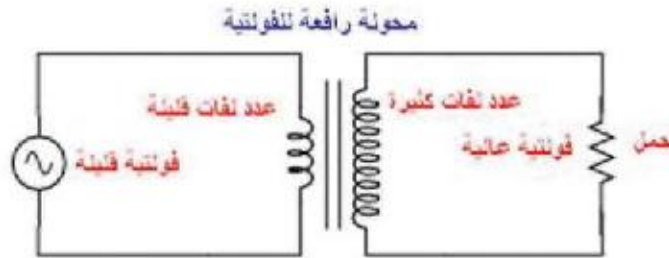 محولة رافعة للفولتية
عدد لفات كثيرة
عدد لفات قليلة
حمل
فولتية عالية
فولتية قليلة